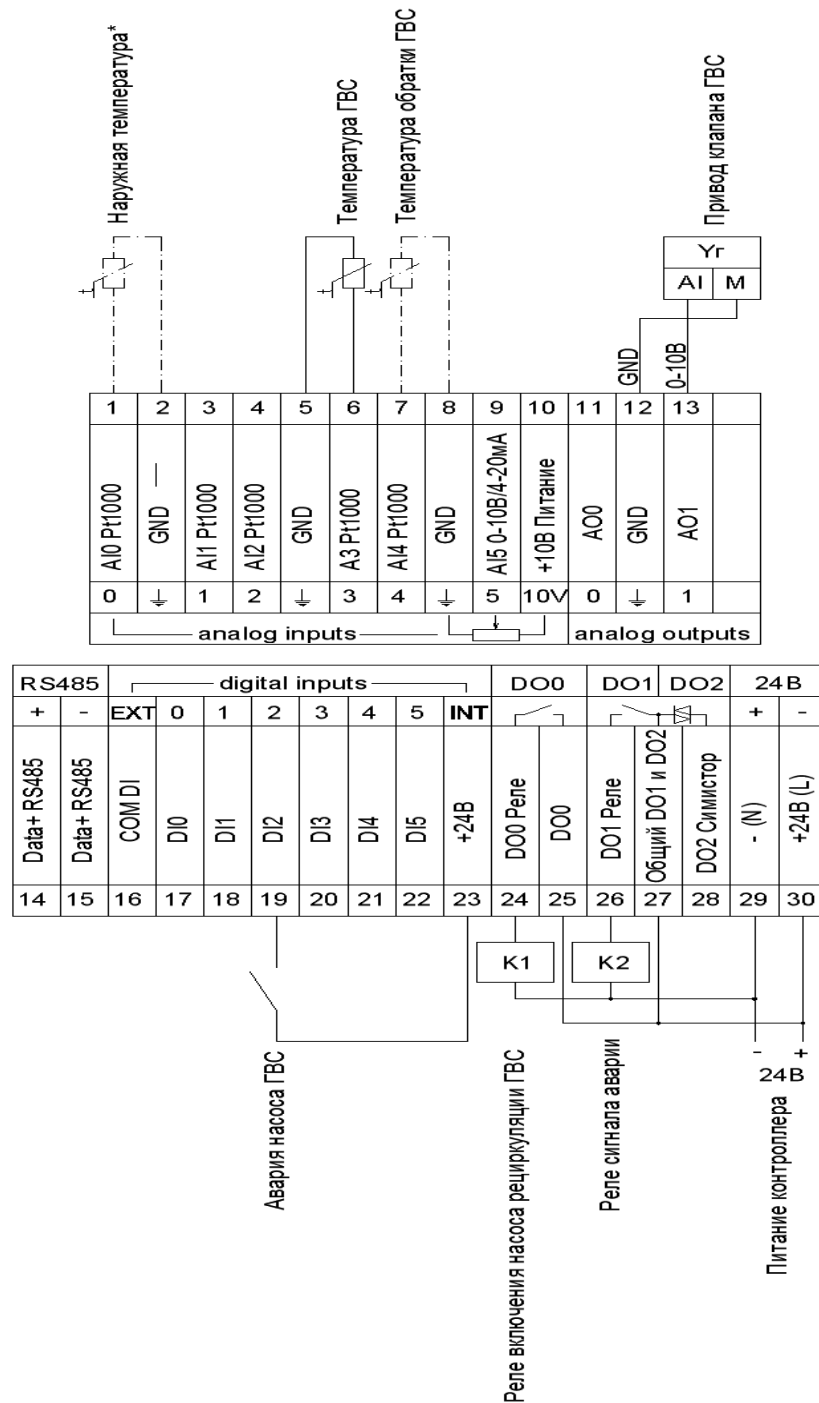 Наружная температура*
Температура ГВС
Температура обратки ГВС
Привод клапана ГВС
Yг
AI M
GND
0-10В
1 2 3 4 5 6 7 8 9 10 11 12 13
AI0 Pt1000
GND —
AI1 Pt1000
AI2 Pt1000
GND
A3 Pt1000
AI4 Pt1000
GND
AI5 0-10В/4-20мА
+10В Питание
AO0
GND
AO1
0 1 2 3 4 5 10V 0 1
analog inputs analog outputs
RS485 digital inputs DO0 DO1 DO2 24В
+ - EXT 0 1 2 3 4 5 INT + -
Data+ RS485
Data+ RS485
COM DI
DI0
DI1
DI2
DI3
DI4
DI5
+24В
DO0 Реле
DO0
DO1 Реле
Общий DO1 и DO2
DO2 Симистор
- (N)
+24В (L)
14 15 16 17 18 19 20 21 22 23 24 25 26 27 28 29 30
K1 K2
- +
24В
Авария насоса ГВС
Реле включения насоса рециркуляции ГВС
Реле сигнала аварии
Питание контроллера